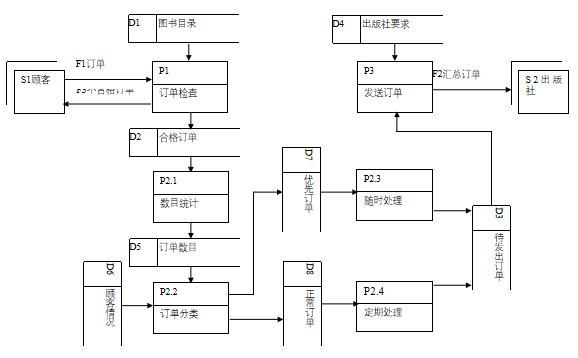 D1 图书目录
D4 出版社要求
F1订单
S1顾客
P1
订单检查
P3
发送订单
F2汇总订单
S 2 出 版
社
F3不合格订单
D2 合格订单
P2.1
数目统计
D7 优先订单
P2.3
随时处理
D3 待发出订单
D5 订单数目
D6 顾客情况
P2.2
订单分类
D8 正常订单
P2.4
定期处理